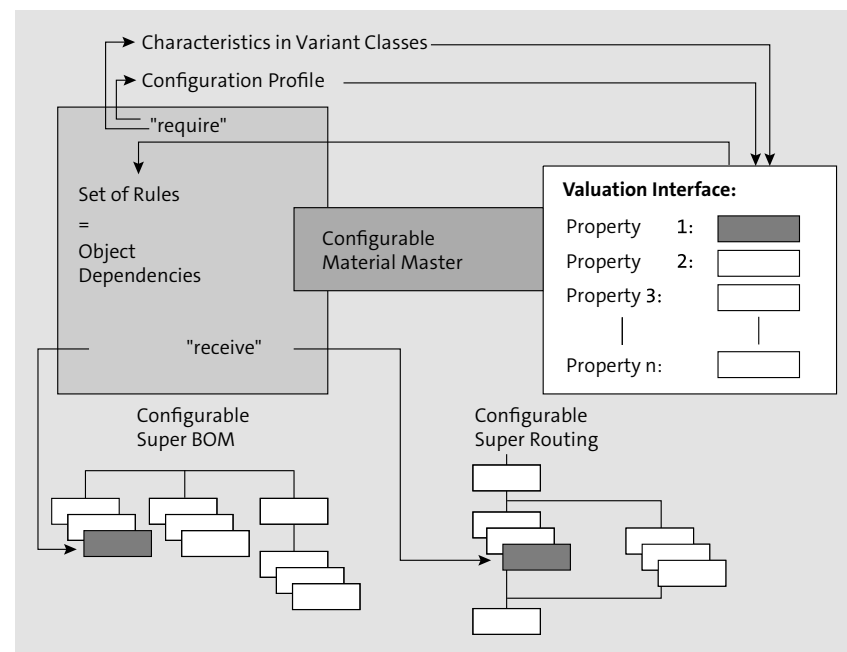 Characteristics in Variant Classes
Configuration Profile
"require"
Set of Rules
=
Object
Dependencies
Configurable
Material Master
Valuation Interface:
Property 1:
Property 2:
Property 3:
Property n:
"receive"
Configurable
Super BOM
Configurable
Super Routing